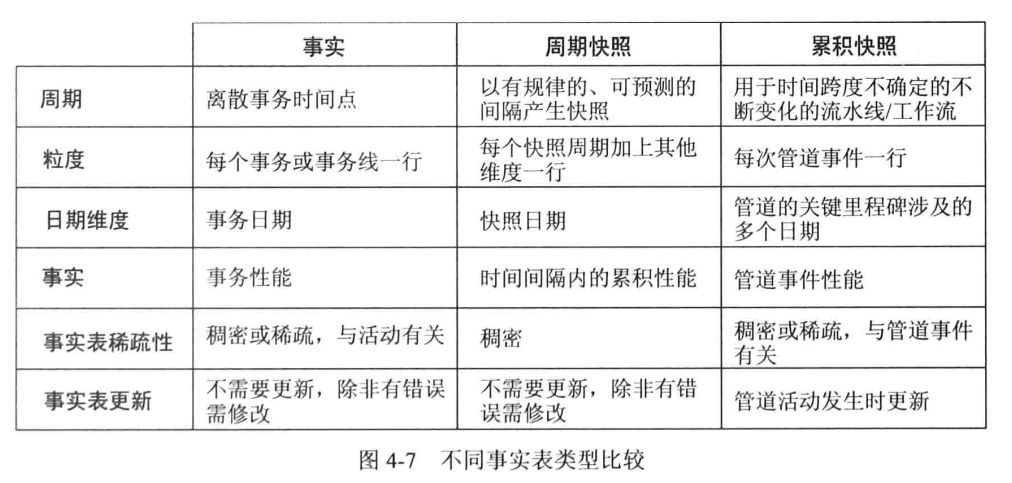 事实 周期快照 累积快照
周期 离散事务时间点 以有规律的、可预测的
间隔产生快照 用于时间跨度不确定的不
断变化的流水线/工作流
粒度 每个事务或事务线一行 每个快照周期加上其他
维度一行 每次管道事件一行
日期维度 事务日期 快照日期 管道的关键里程碑涉及的
多个日期
事实 事务性能 时间间隔内的累积性能 管道事件性能
事实表稀疏性 稠密或稀疏，与活动有关 稠密 稠密或稀疏，与管道事件
有关
事实表更新 不需要更新，除非有错误
需修改 不需要更新，除非有错
误需修改 管道活动发生时更新
图 4-7 不同事实表类型比较